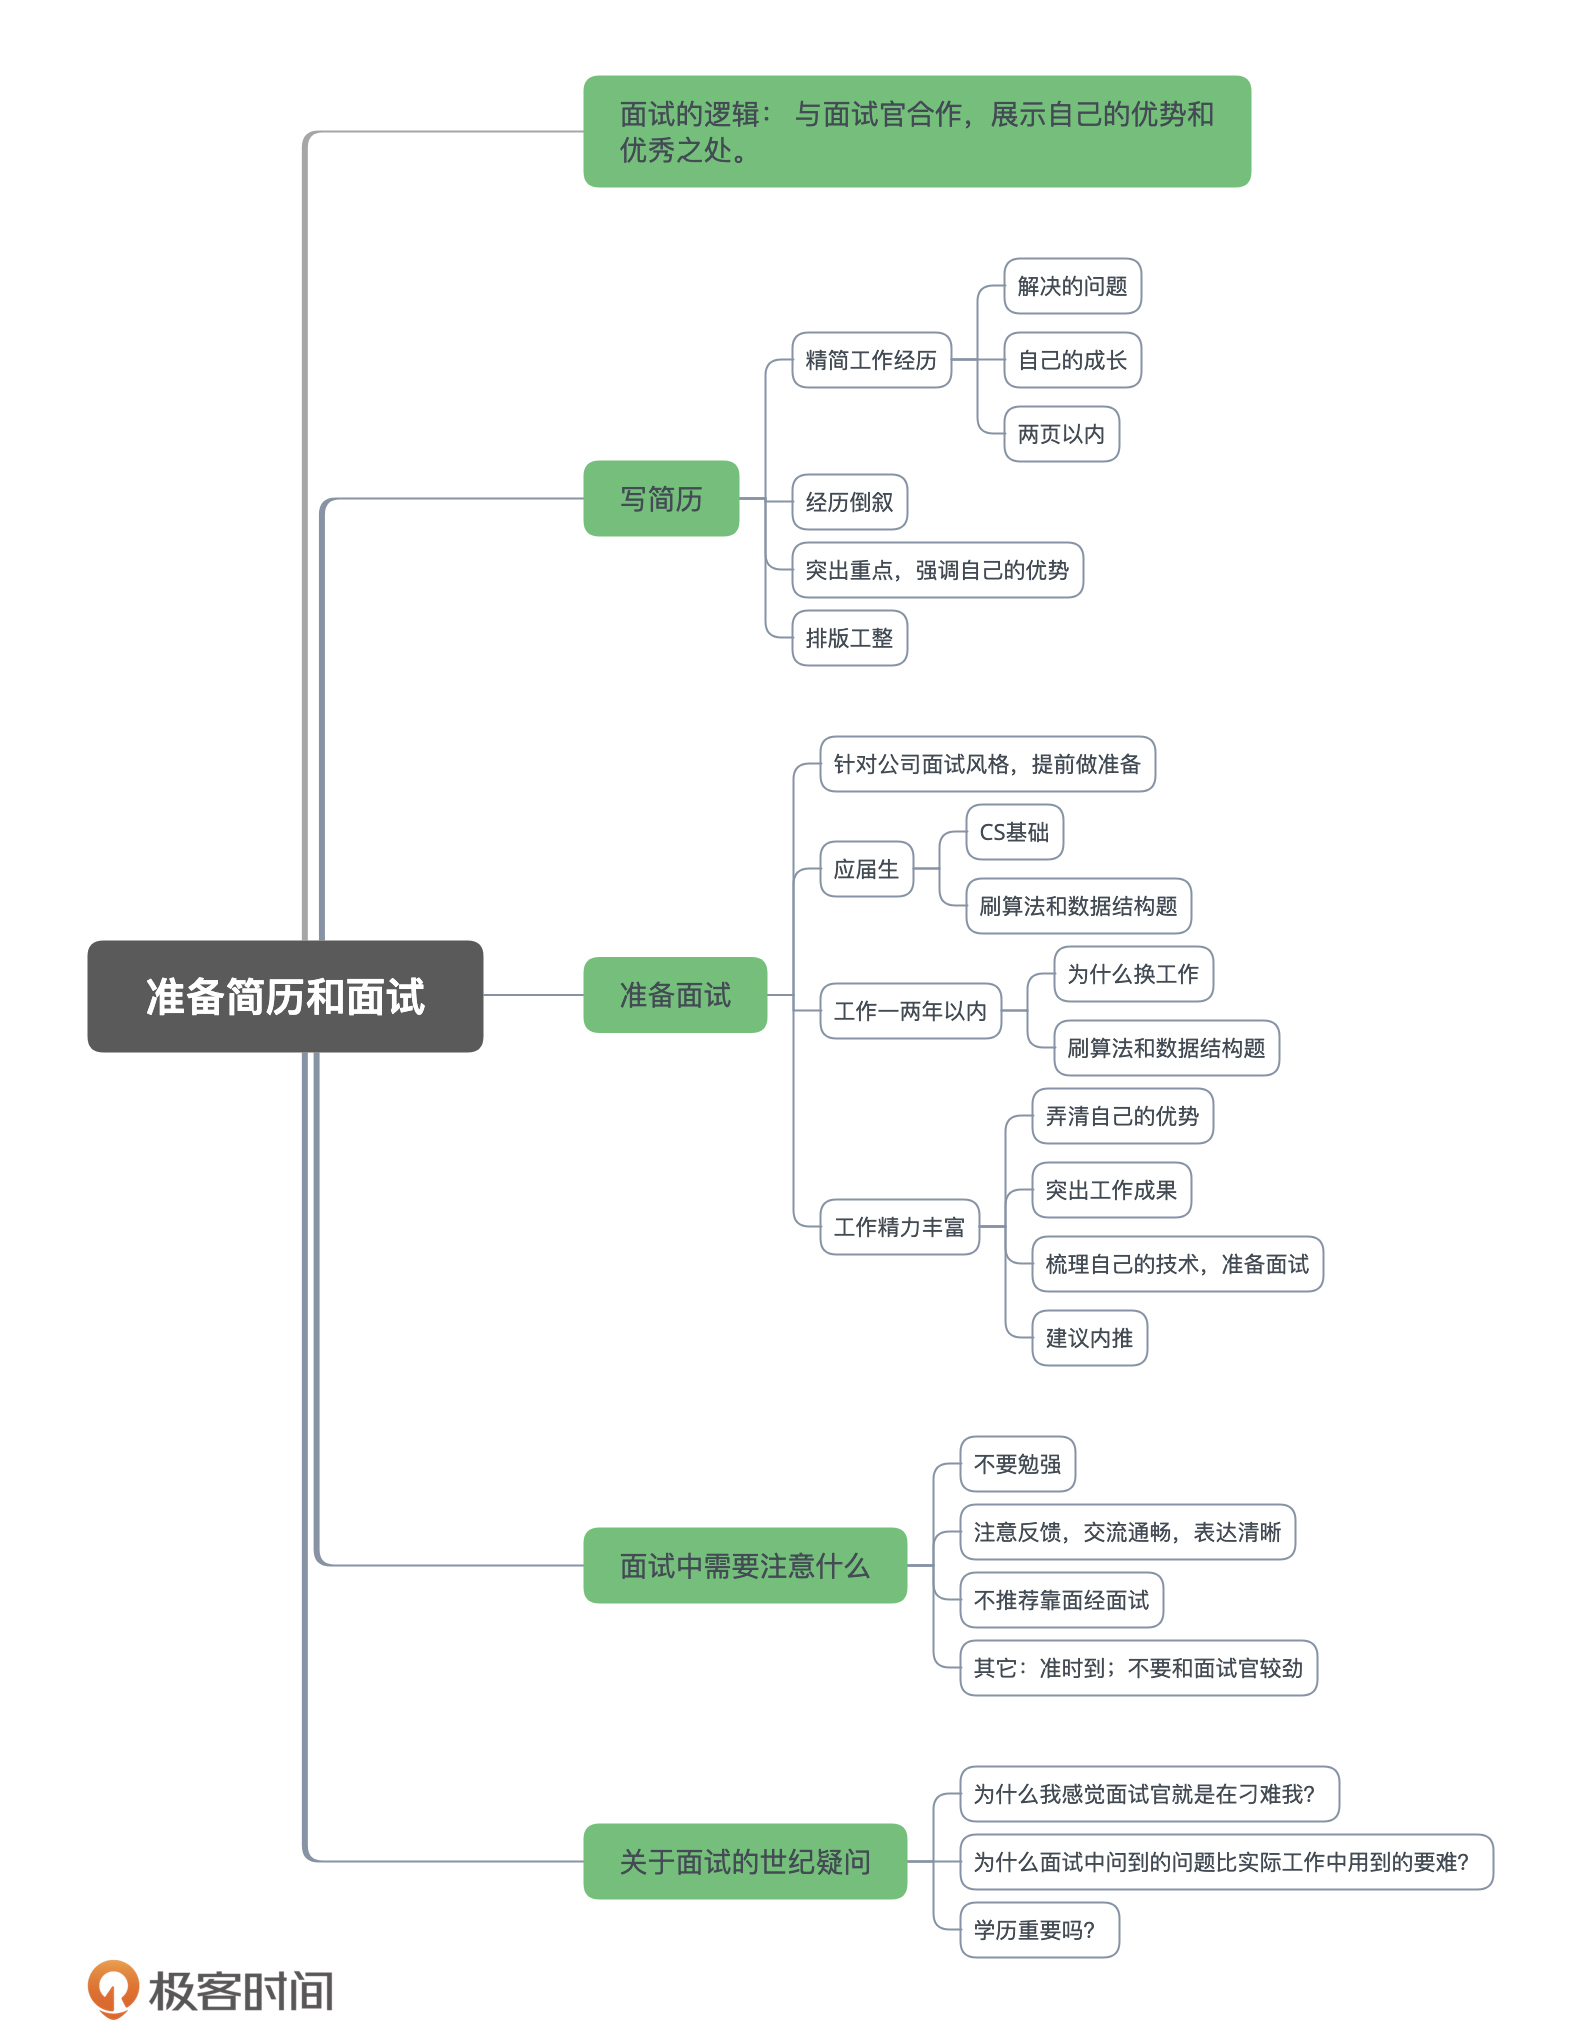 面试的逻辑： 与面试官合作，展示自己的优势和
优秀之处。
解决的问题
精简工作经历
自己的成长
两页以内
写简历
经历倒叙
突出重点，强调自己的优势
排版工整
针对公司面试风格，提前做准备
CS基础
应届生
刷算法和数据结构题
准备简历和面试
准备面试
为什么换工作
工作一两年以内
刷算法和数据结构题
弄清自己的优势
突出工作成果
工作精力丰富
梳理自己的技术，准备面试
建议内推
不要勉强
注意反馈，交流通畅，表达清晰
面试中需要注意什么
不推荐靠面经面试
其它：准时到；不要和面试官较劲
为什么我感觉面试官就是在刁难我？
关于面试的世纪疑问
为什么面试中问到的问题比实际工作中用到的要难？
学历重要吗？
极客时间